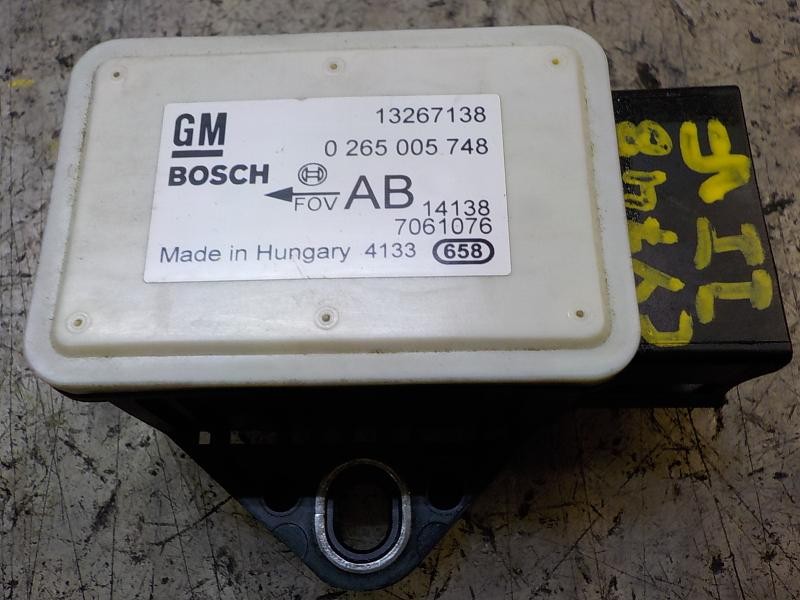 GM
13267138
0 265 005 748
BOSCH
FOV AB
14138
7061076
Made in Hungary 4133 658